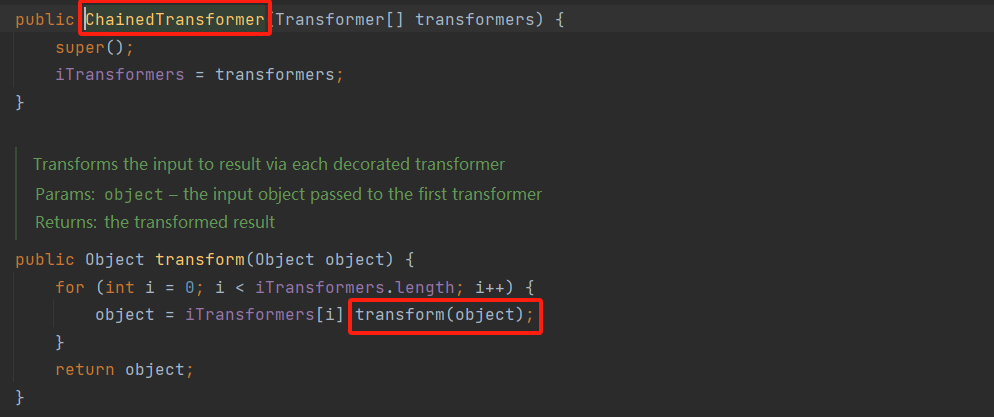 public ChainedTransformer(Transformer[] transformers) {
super();
iTransformers = transformers;
}
Transforms the input to result via each decorated transformer
Params: object – the input object passed to the first transformer
Returns: the transformed result
public Object transform(Object object) {
for (int i = 0; i < iTransformers.length; i++) {
object = iTransformers[i] transform(object);
}
return object;
}